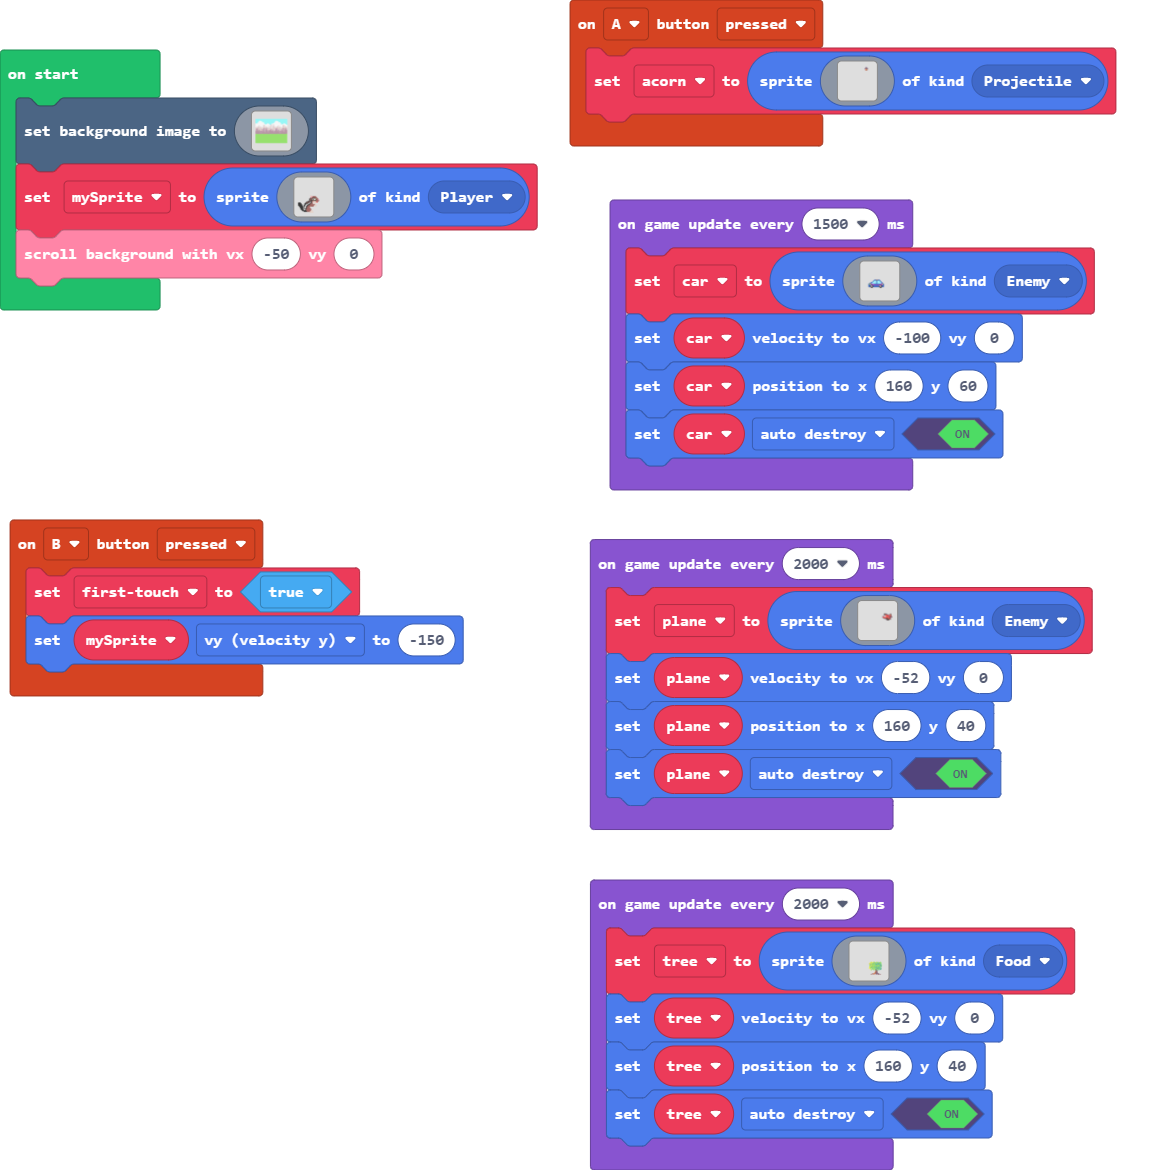 on start
set background image to
set mySprite to sprite of kind Player
scroll background with vx -50 vy 0
on A button pressed
set acorn to sprite of kind Projectile
on game update every 1500 ms
set car to sprite of kind Enemy
set car velocity to vx -100 vy 0
set car position to x 160 y 60
set car auto destroy ON
on B button pressed
set first-touch to true
set mySprite vy (velocity y) to -150
on game update every 2000 ms
set plane to sprite of kind Enemy
set plane velocity to vx -52 vy 0
set plane position to x 160 y 40
set plane auto destroy ON
on game update every 2000 ms
set tree to sprite of kind Food
set tree velocity to vx -52 vy 0
set tree position to x 160 y 40
set tree auto destroy ON